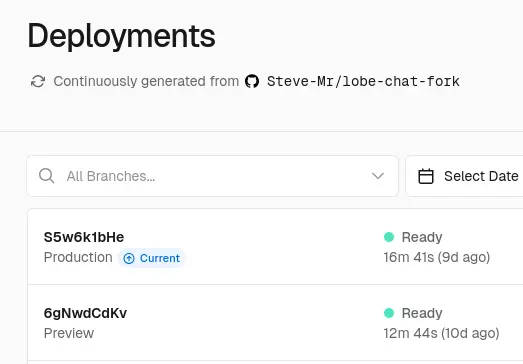 Deployments
Continuously generated from Steve-Mr/lobe-chat-fork
All Branches...
Select Date
S5w6k1bHe
Ready
Production Current
16m 41s (9d ago)
6gNwdCdKv
Ready
Preview
12m 44s (10d ago)